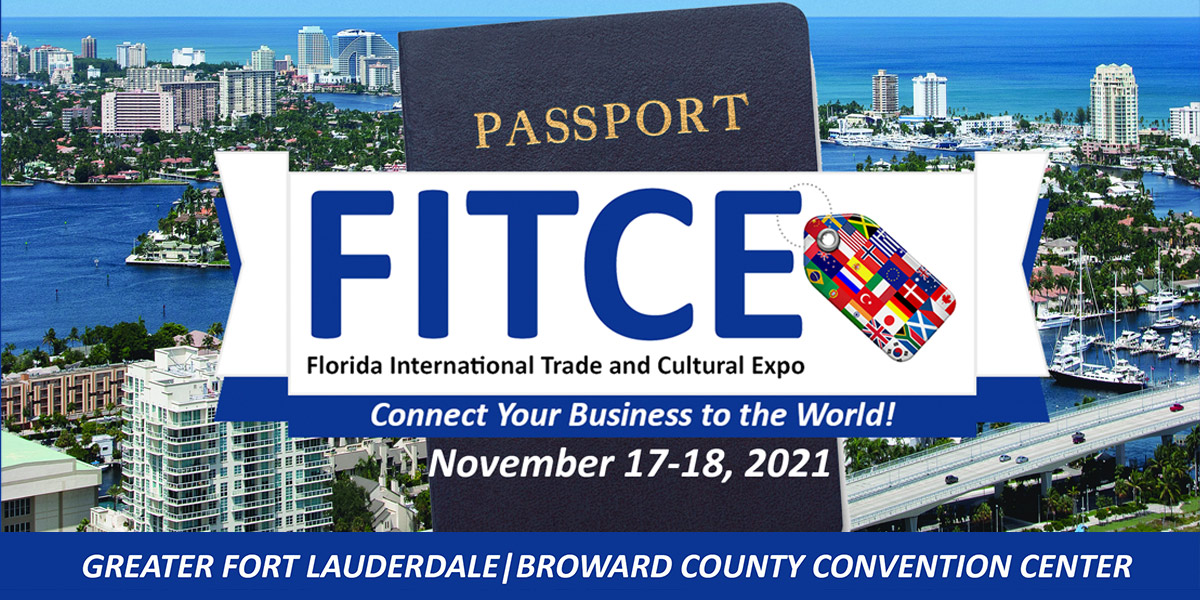 PASSPORT
FITCE
Florida International Trade and Cultural Expo
Connect Your Business to the World!
November 17-18, 2021
GREATER FORT LAUDERDALE|BROWARD COUNTY CONVENTION CENTER